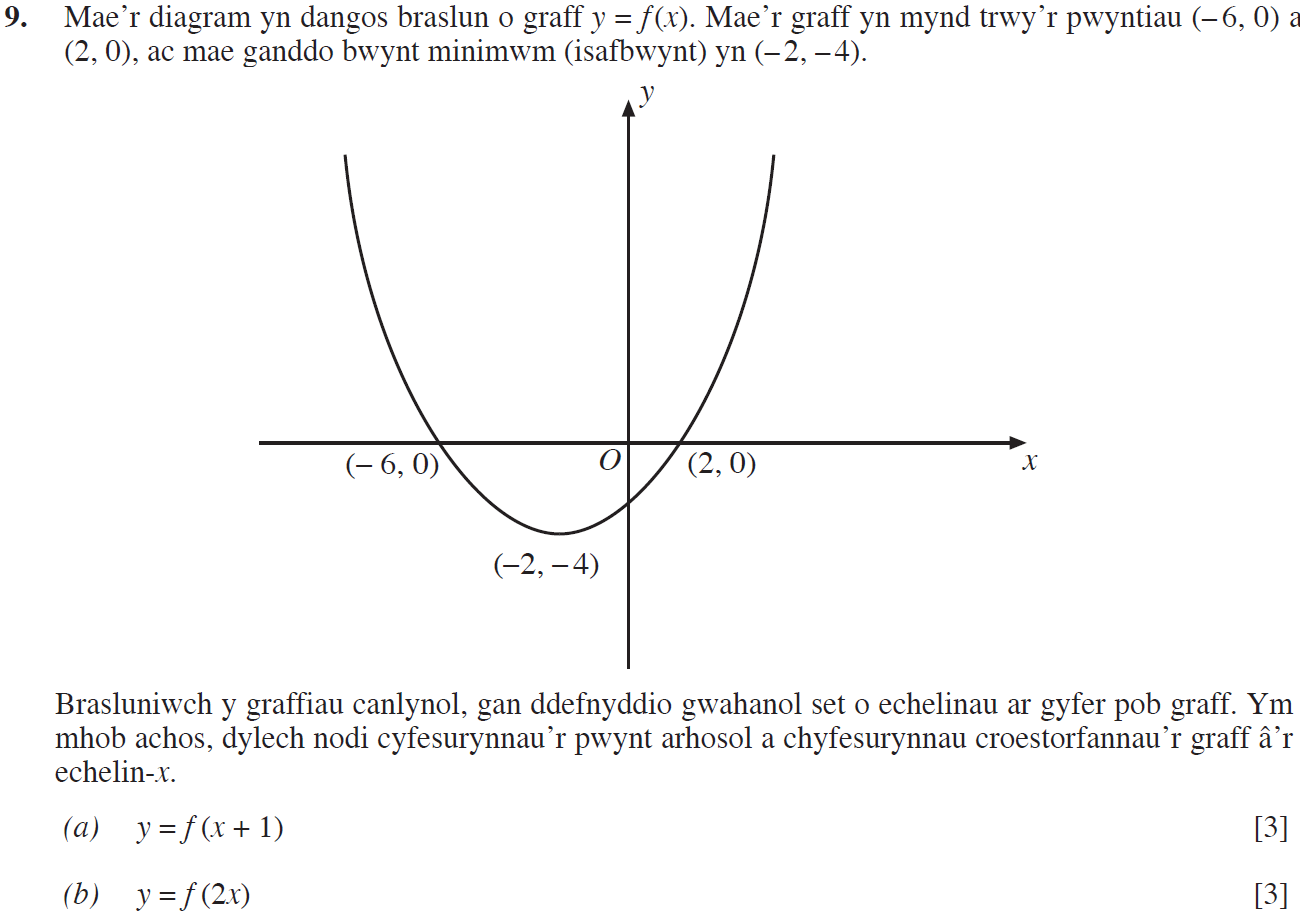 9. Mae’r diagram yn dangos braslun o graff y = f(x). Mae’r graff yn mynd trwy’r pwyntiau (–6, 0) a
(2, 0), ac mae ganddo bwynt minimwm (isafbwynt) yn (–2, –4).
y
(– 6, 0)
O
(2, 0)
x
(–2, – 4)
Brasluniwch y graffiau canlynol, gan ddefnyddio gwahanol set o echelinau ar gyfer pob graff. Ym
mhob achos, dylech nodi cyfesurynnau’r pwynt arhosol a chyfesurynnau croestorfannau’r graff â’r
echelin-x.
(a) y = f (x + 1) [3]
(b) y = f (2x) [3]